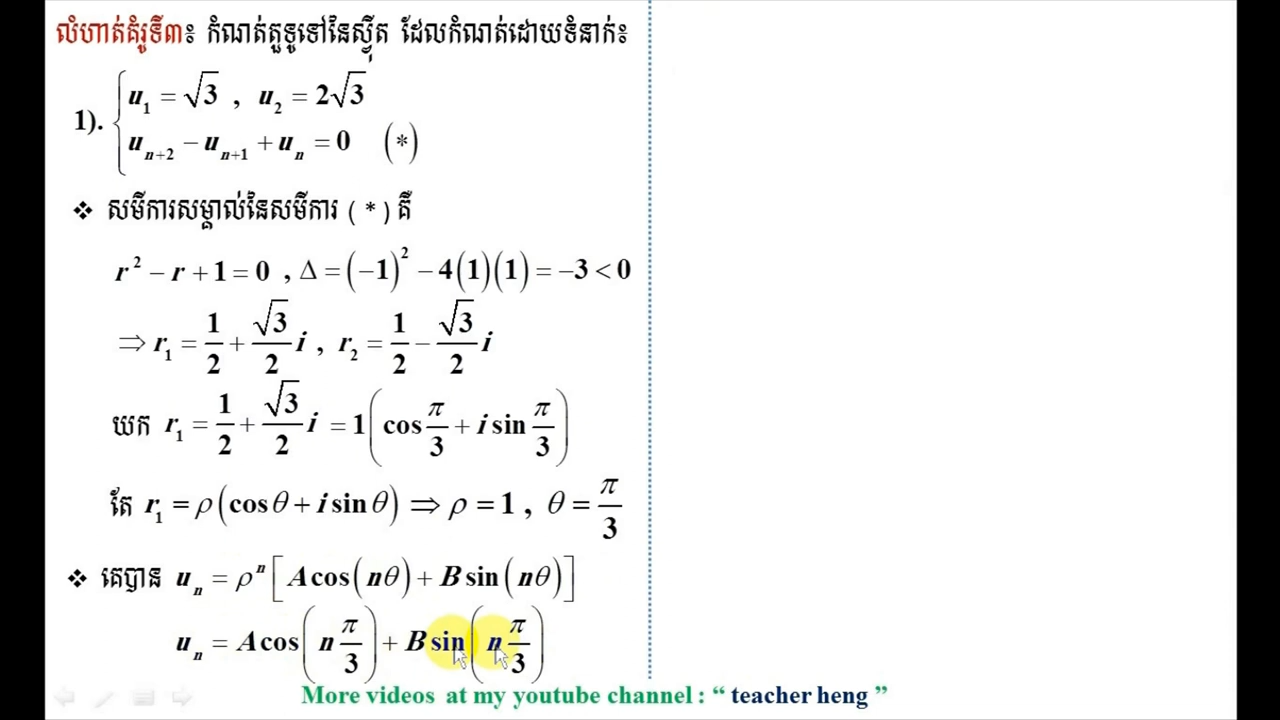 លំហាត់គំរូទី៣៖ កំណត់តួទូទៅនៃស្វ៊ីត ដែលកំណត់ដោយទំនាក់៖
1). { u₁ = √3 , u₂ = 2√3
uₙ₊₂ − uₙ₊₁ + uₙ = 0 (*)
❖ សមីការសម្គាល់នៃសមីការ ( * ) គឺ
r² − r + 1 = 0 , Δ = (−1)² − 4(1)(1) = −3 < 0
⇒ r₁ = 1/2 + √3/2 i , r₂ = 1/2 − √3/2 i
យក r₁ = 1/2 + √3/2 i = 1(cos π/3 + i sin π/3)
តែ r₁ = ρ(cosθ + i sinθ) ⇒ ρ = 1 , θ = π/3
❖ គេបាន uₙ = ρⁿ [ A cos(nθ) + B sin(nθ) ]
uₙ = A cos(n π/3) + B sin(n π/3)
More videos at my youtube channel : “ teacher heng ”